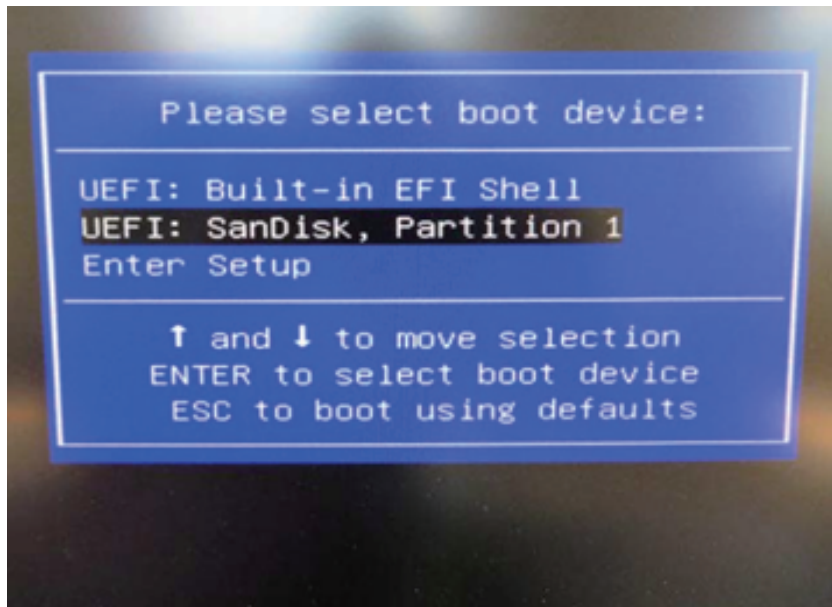 Please select boot device:
UEFI: Built-in EFI Shell
UEFI: SanDisk, Partition 1
Enter Setup
↑ and ↓ to move selection
ENTER to select boot device
ESC to boot using defaults